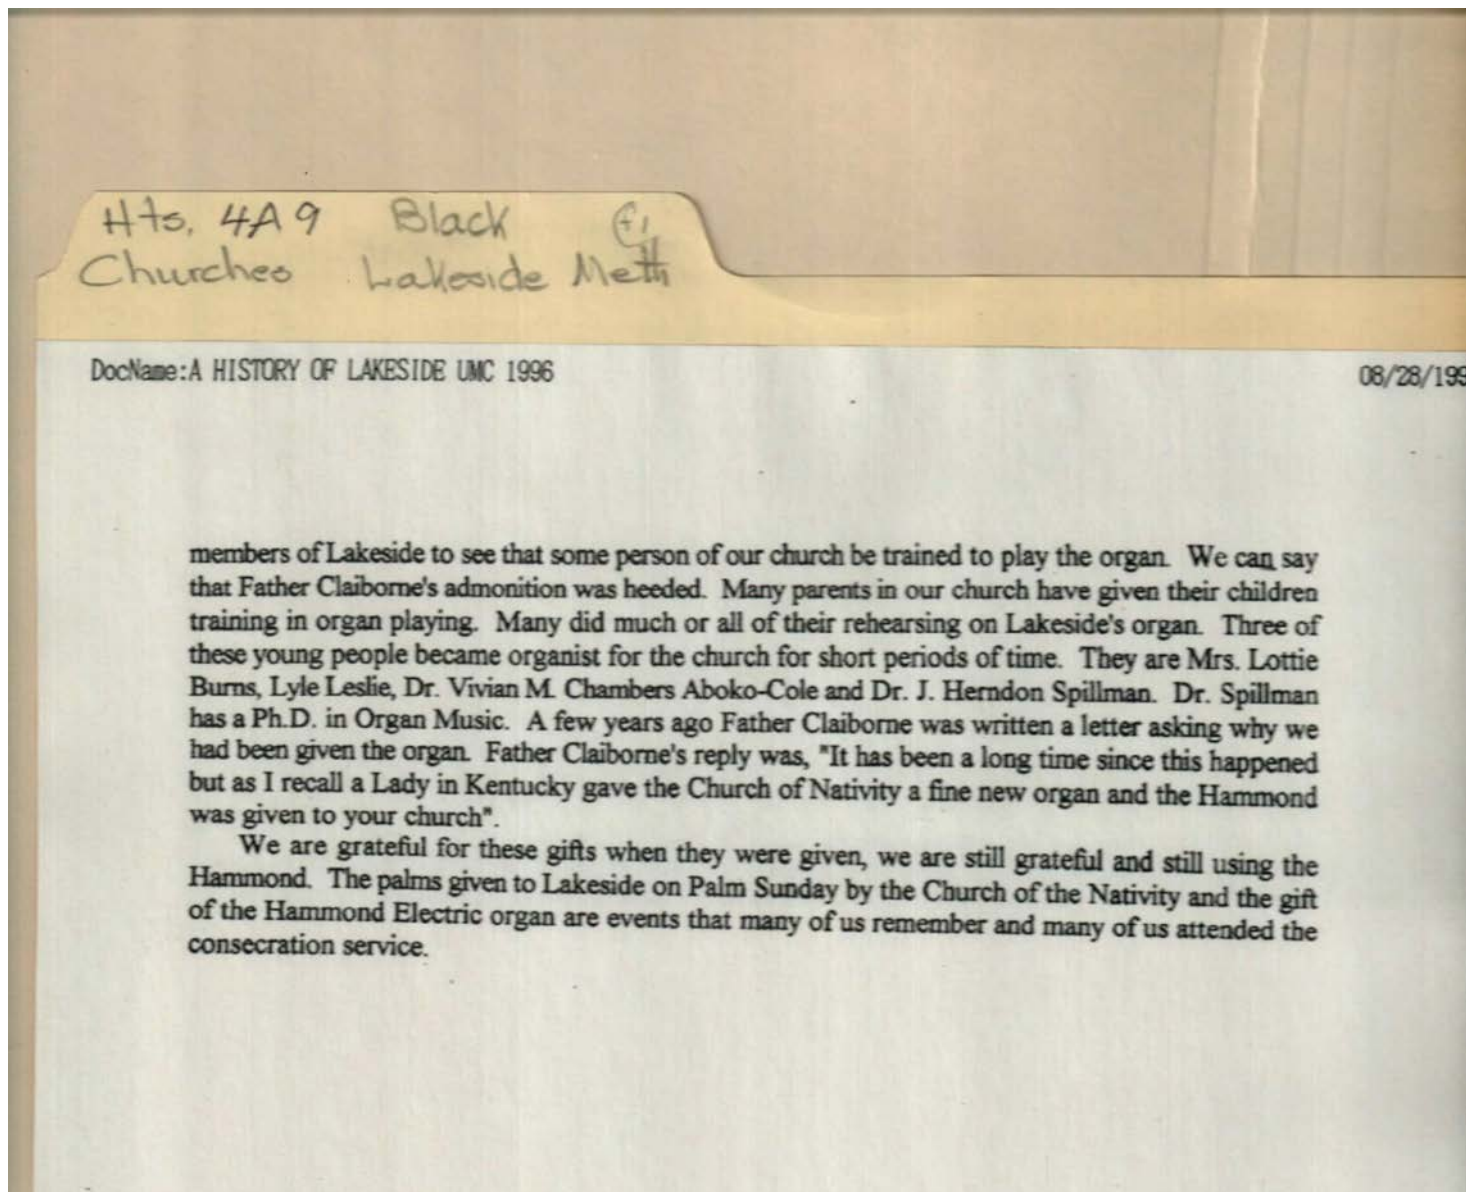 Hts. 4A9 Black
Churches Lakeside Meth
DocName:A HISTORY OF LAKESIDE UMC 1996 08/28/199
members of Lakeside to see that some person of our church be trained to play the organ. We can say
that Father Claiborne's admonition was heeded. Many parents in our church have given their children
training in organ playing. Many did much or all of their rehearsing on Lakeside's organ. Three of
these young people became organist for the church for short periods of time. They are Mrs. Lottie
Burns, Lyle Leslie, Dr. Vivian M. Chambers Aboko-Cole and Dr. J. Herndon Spillman. Dr. Spillman
has a Ph.D. in Organ Music. A few years ago Father Claiborne was written a letter asking why we
had been given the organ. Father Claiborne's reply was, "It has been a long time since this happened
but as I recall a Lady in Kentucky gave the Church of Nativity a fine new organ and the Hammond
was given to your church".
We are grateful for these gifts when they were given, we are still grateful and still using the
Hammond. The palms given to Lakeside on Palm Sunday by the Church of the Nativity and the gift
of the Hammond Electric organ are events that many of us remember and many of us attended the
consecration service.